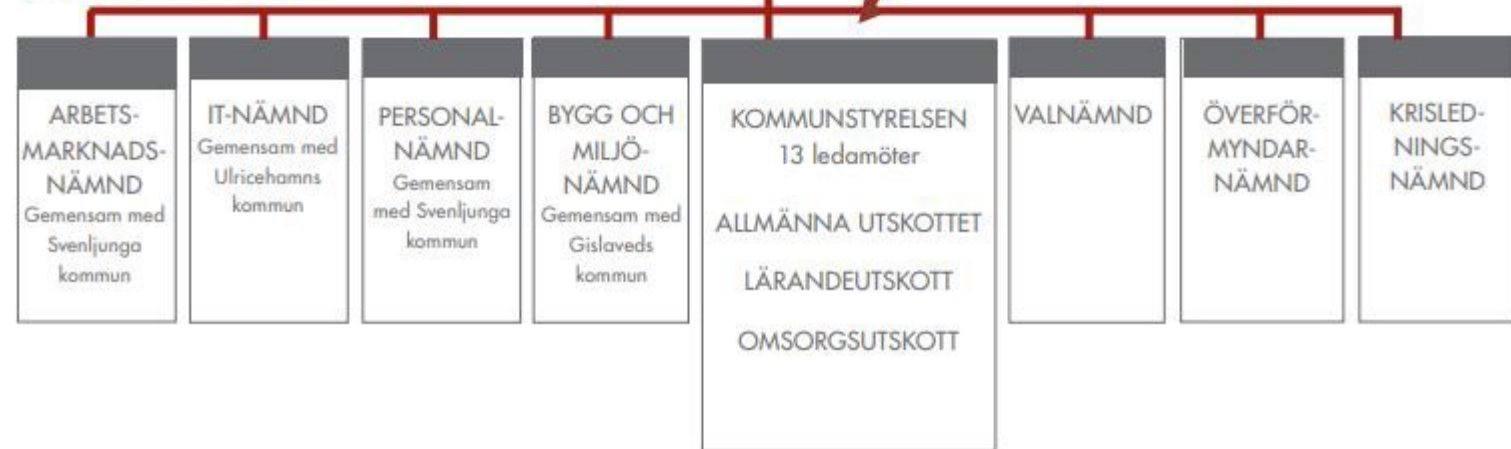 ARBETS-
MARKNADS-
NÄMND
Gemensam med
Svenljunga
kommun
IT-NÄMND
Gemensam med
Ulricehamns
kommun
PERSONAL-
NÄMND
Gemensam
med Svenljunga
kommun
BYGG OCH
MILJÖ-
NÄMND
Gemensam med
Gislaveds
kommun
KOMMUNSTYRELSEN
13 ledamöter
ALLMÄNNA UTSKOTTET
LÄRANDEUTSKOTT
OMSORGSUTSKOTT
VALNÄMND
ÖVERFÖR-
MYNDAR-
NÄMND
KRISLED-
NINGS-
NÄMND